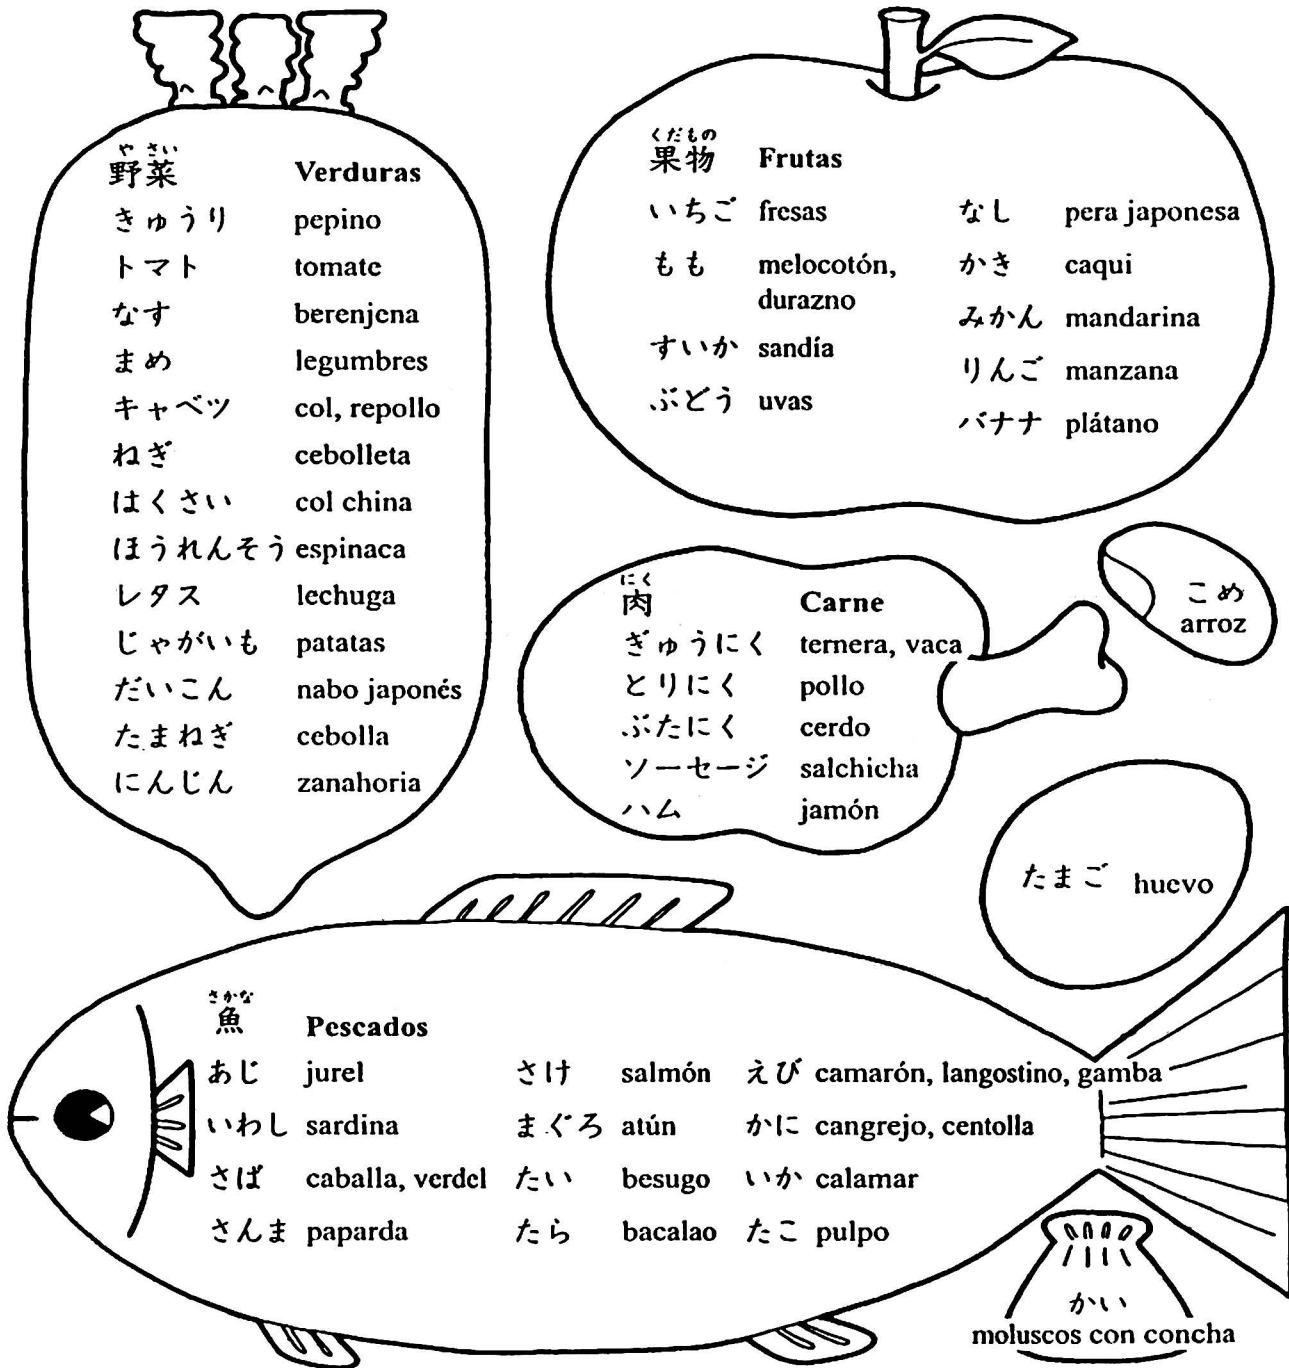 や さい
野菜 Verduras
きゅうり pepino
トマト tomate
なす berenjena
まめ legumbres
キャベツ col, repollo
ねぎ cebolleta
はくさい col china
ほうれんそう espinaca
レタス lechuga
じゃがいも patatas
だいこん nabo japonés
たまねぎ cebolla
にんじん zanahoria
くだもの
果物 Frutas
いちご fresas
もも melocotón,
durazno
すいか sandía
ぶどう uvas
なし pera japonesa
かき caqui
みかん mandarina
りんご manzana
バナナ plátano
にく
肉 Carne
ぎゅうにく ternera, vaca
とりにく pollo
ぶたにく cerdo
ソーセージ salchicha
ハム jamón
こめ
arroz
たまご huevo
さかな
魚 Pescados
あじ jurel さけ salmón えび camarón, langostino, gamba
いわし sardina まぐろ atún かに cangrejo, centolla
さば caballa, verdel たい besugo いか calamar
さんま paparda たら bacalao たこ pulpo
かい
moluscos con concha